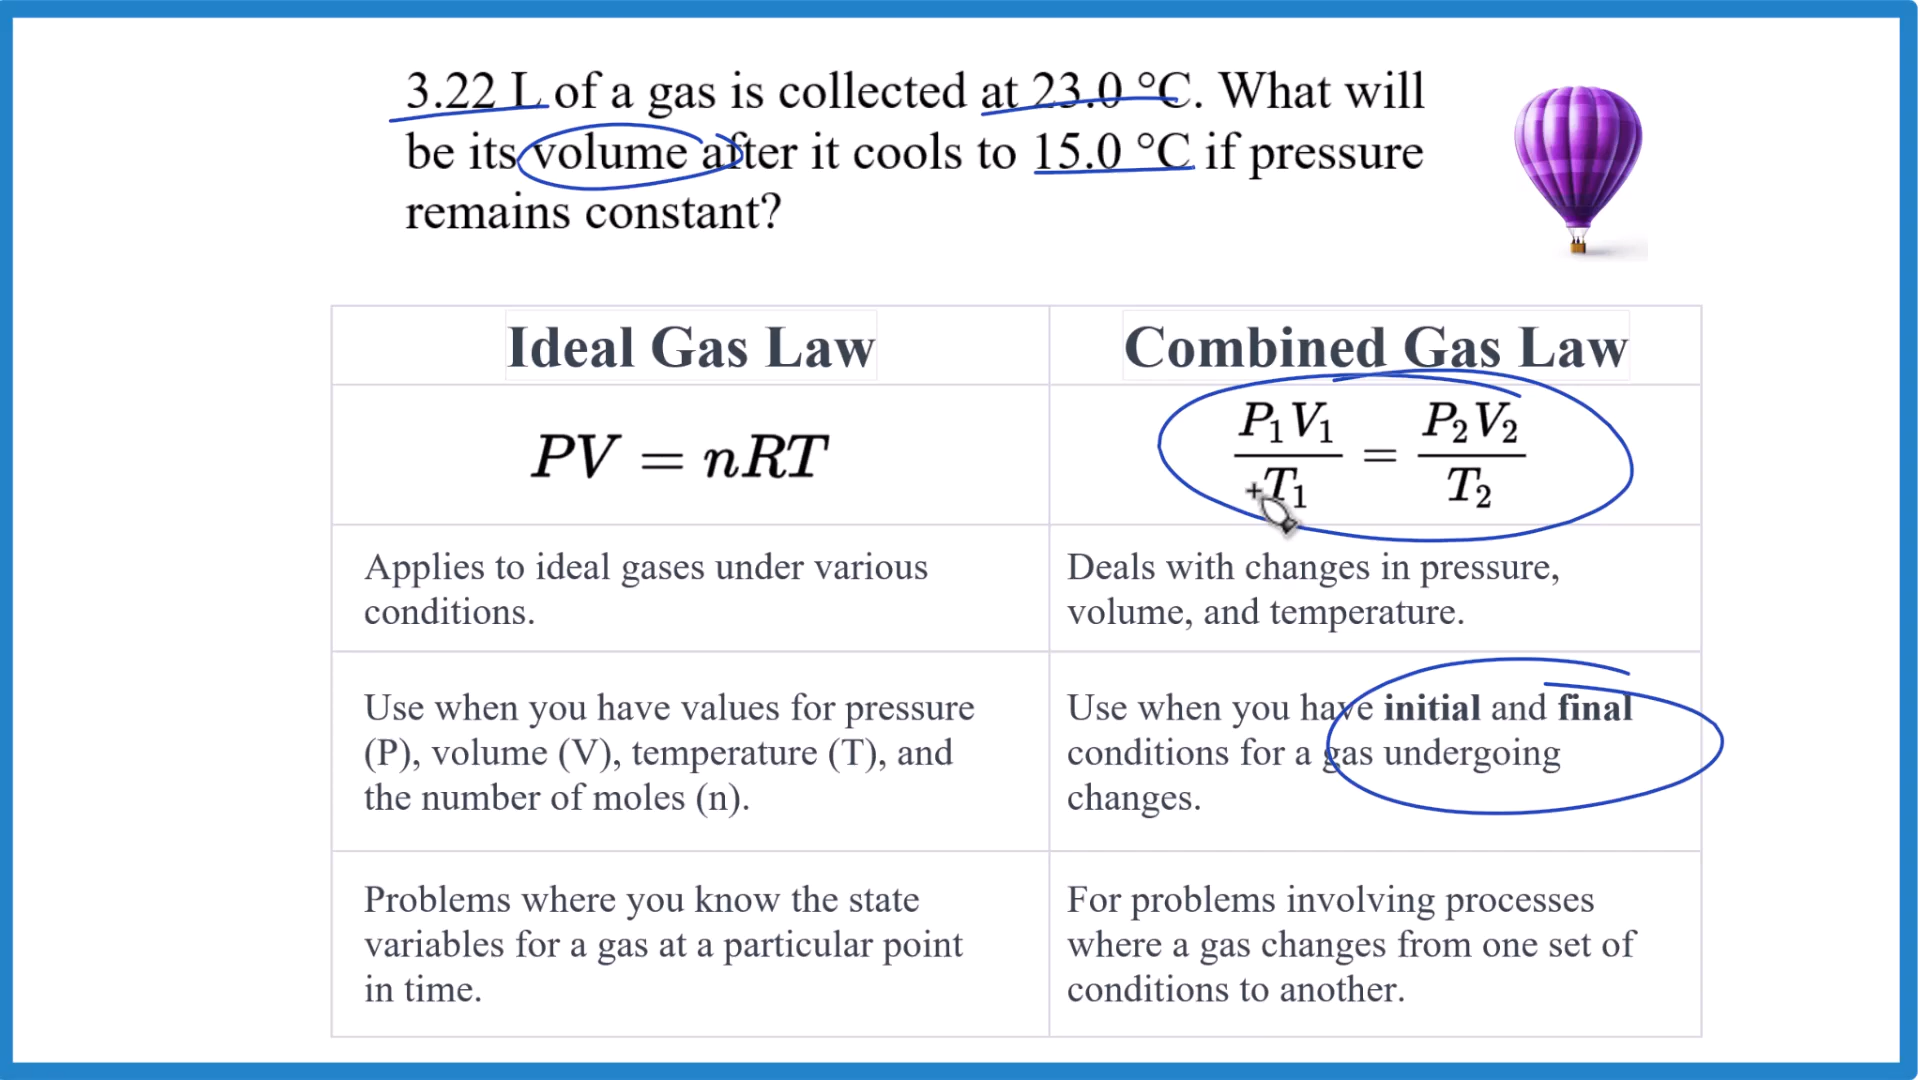 3.22 L of a gas is collected at 23.0 °C. What will
be its volume after it cools to 15.0 °C if pressure
remains constant?
Ideal Gas Law
Combined Gas Law
PV = nRT
P₁V₁/T₁ = P₂V₂/T₂
Applies to ideal gases under various
conditions.
Deals with changes in pressure,
volume, and temperature.
Use when you have values for pressure
(P), volume (V), temperature (T), and
the number of moles (n).
Use when you have initial and final
conditions for a gas undergoing
changes.
Problems where you know the state
variables for a gas at a particular point
in time.
For problems involving processes
where a gas changes from one set of
conditions to another.